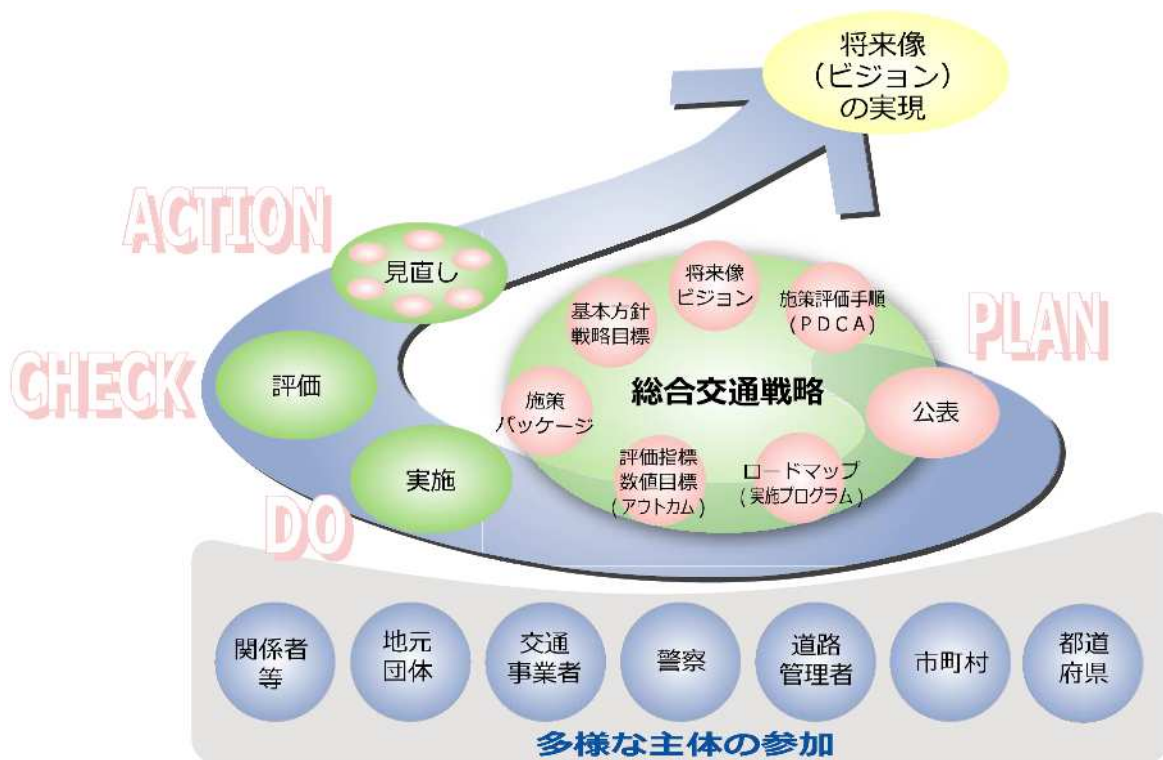 将来像
（ビジョン）
の実現
ACTION
見直し
将来像
ビジョン
基本方針
戦略目標
施策評価手順
(ＰＤＣＡ)
PLAN
CHECK
評価
総合交通戦略
施策
パッケージ
公表
実施
評価指標
数値目標
(アウトカム)
ロードマップ
(実施プログラム)
DO
関係者
等
地元
団体
交通
事業者
警察
道路
管理者
市町村
都道
府県
多様な主体の参加